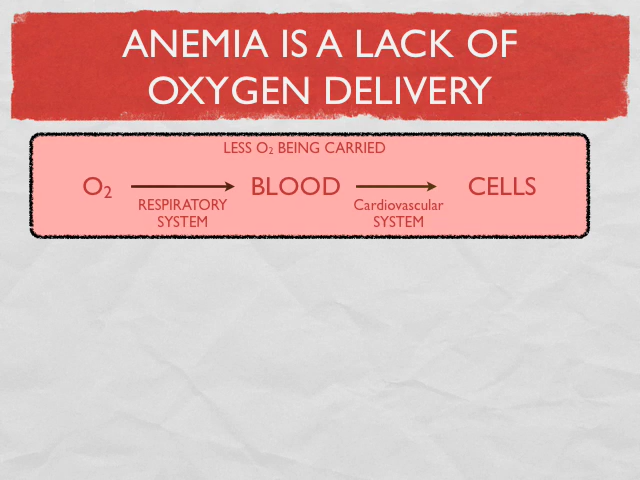 ANEMIA IS A LACK OF
OXYGEN DELIVERY
LESS O₂ BEING CARRIED
O₂ BLOOD CELLS
RESPIRATORY Cardiovascular
SYSTEM SYSTEM